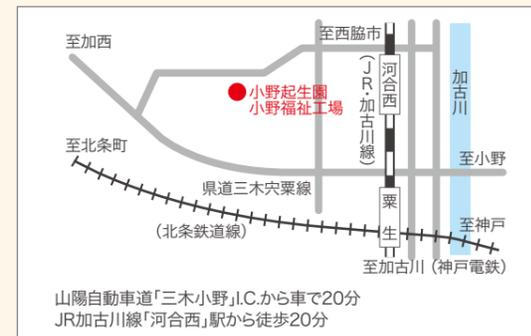 至加西
至西脇市
小野起生園
小野福祉工場
河合西
(JR・加古川線)
加古川
至北条町
至小野
県道三木宍粟線
粟生
(北条鉄道線)
至神戸
至加古川
(神戸電鉄)
山陽自動車道「三木小野」I.C.から車で20分
JR加古川線「河合西」駅から徒歩20分